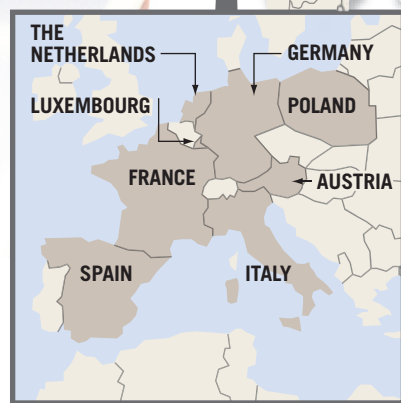 THE
NETHERLANDS
GERMANY
LUXEMBOURG
POLAND
FRANCE
AUSTRIA
SPAIN
ITALY